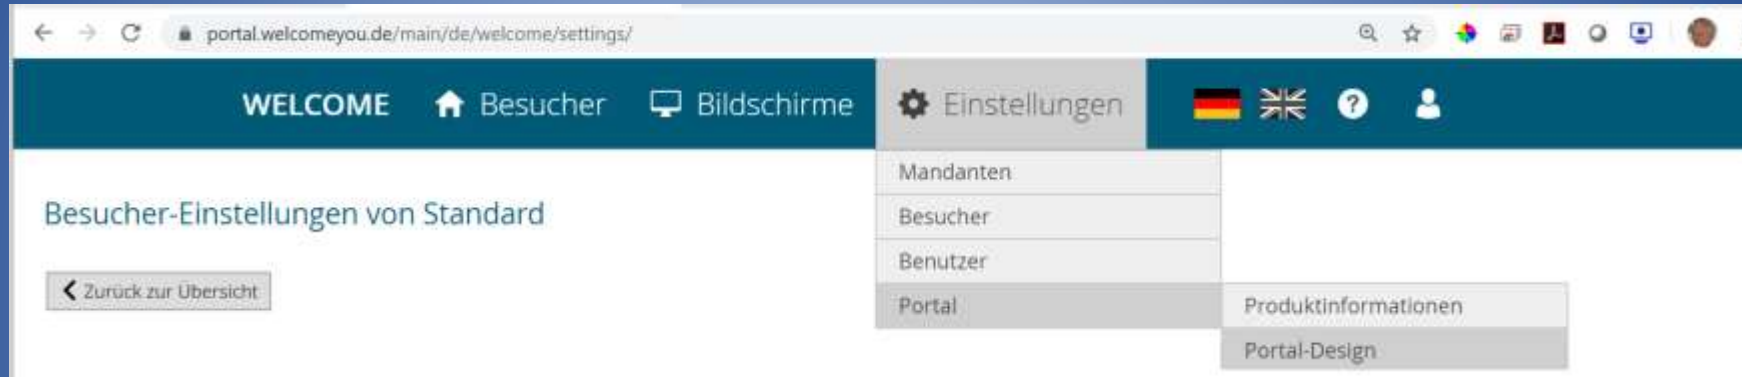 portal.welcomeyou.de/main/de/welcome/settings/
WELCOME Besucher Bildschirme Einstellungen ?
Mandanten
Besucher-Einstellungen von Standard
Besucher
Benutzer
Zurück zur Übersicht
Portal
Produktinformationen
Portal-Design